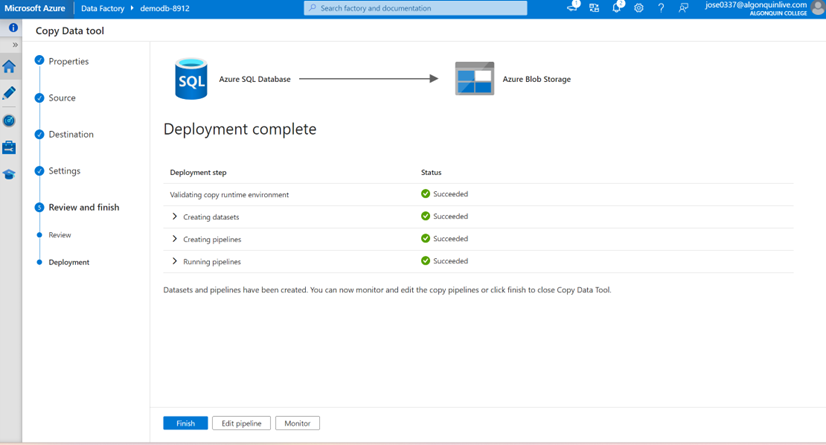 Microsoft Azure Data Factory demodb-8912 Search factory and documentation 1 2 jose0337@algonquinlive.com
ALGONQUIN COLLEGE
Copy Data tool
Properties
Source
Destination
Settings
5 Review and finish
Review
Deployment
SQL Azure SQL Database Azure Blob Storage
Deployment complete
Deployment step Status
Validating copy runtime environment Succeeded
Creating datasets Succeeded
Creating pipelines Succeeded
Running pipelines Succeeded
Datasets and pipelines have been created. You can now monitor and edit the copy pipelines or click finish to close Copy Data Tool.
Finish Edit pipeline Monitor